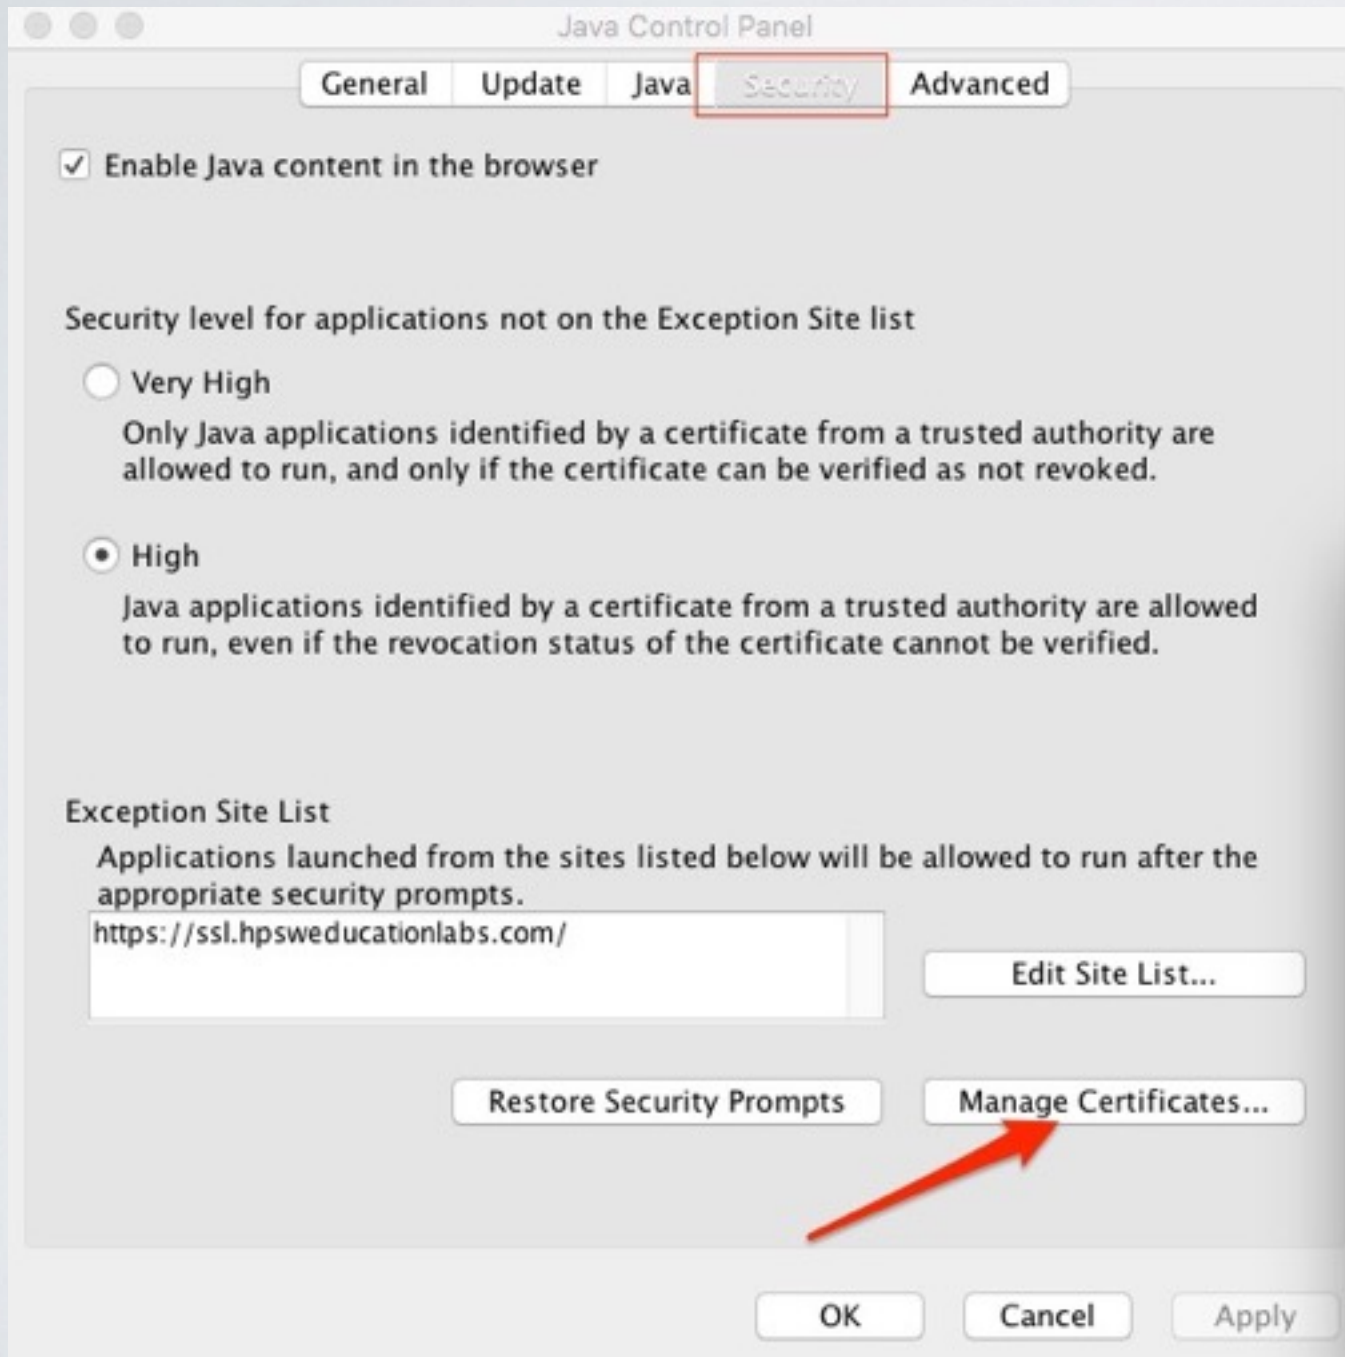 Java Control Panel
General Update Java Security Advanced
Enable Java content in the browser
Security level for applications not on the Exception Site list
Very High
Only Java applications identified by a certificate from a trusted authority are
allowed to run, and only if the certificate can be verified as not revoked.
High
Java applications identified by a certificate from a trusted authority are allowed
to run, even if the revocation status of the certificate cannot be verified.
Exception Site List
Applications launched from the sites listed below will be allowed to run after the
appropriate security prompts.
https://ssl.hpsweducationlabs.com/
Edit Site List...
Restore Security Prompts Manage Certificates...
OK Cancel Apply